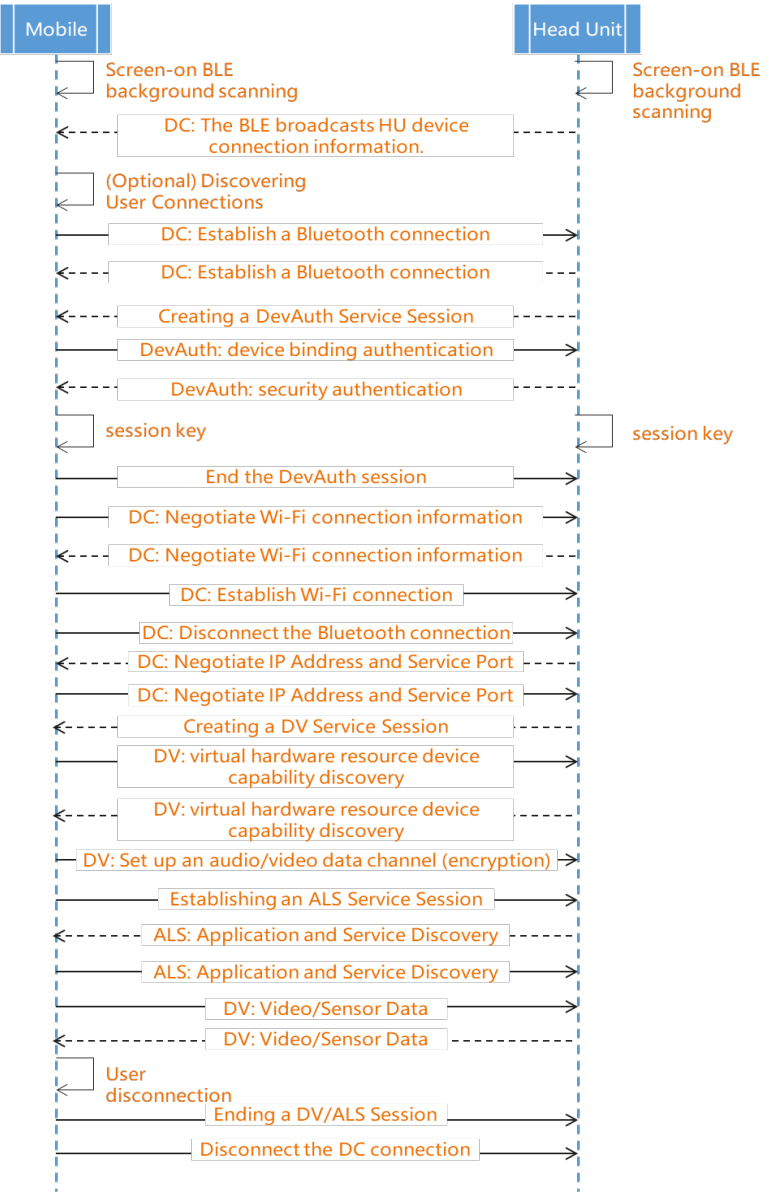 Mobile
Head Unit
Screen-on BLE
background scanning
Screen-on BLE
background
scanning
DC: The BLE broadcasts HU device
connection information.
(Optional) Discovering
User Connections
DC: Establish a Bluetooth connection
DC: Establish a Bluetooth connection
Creating a DevAuth Service Session
DevAuth: device binding authentication
DevAuth: security authentication
session key
session key
End the DevAuth session
DC: Negotiate Wi-Fi connection information
DC: Negotiate Wi-Fi connection information
DC: Establish Wi-Fi connection
DC: Disconnect the Bluetooth connection
DC: Negotiate IP Address and Service Port
DC: Negotiate IP Address and Service Port
Creating a DV Service Session
DV: virtual hardware resource device
capability discovery
DV: virtual hardware resource device
capability discovery
DV: Set up an audio/video data channel (encryption)
Establishing an ALS Service Session
ALS: Application and Service Discovery
ALS: Application and Service Discovery
DV: Video/Sensor Data
DV: Video/Sensor Data
User
disconnection
Ending a DV/ALS Session
Disconnect the DC connection